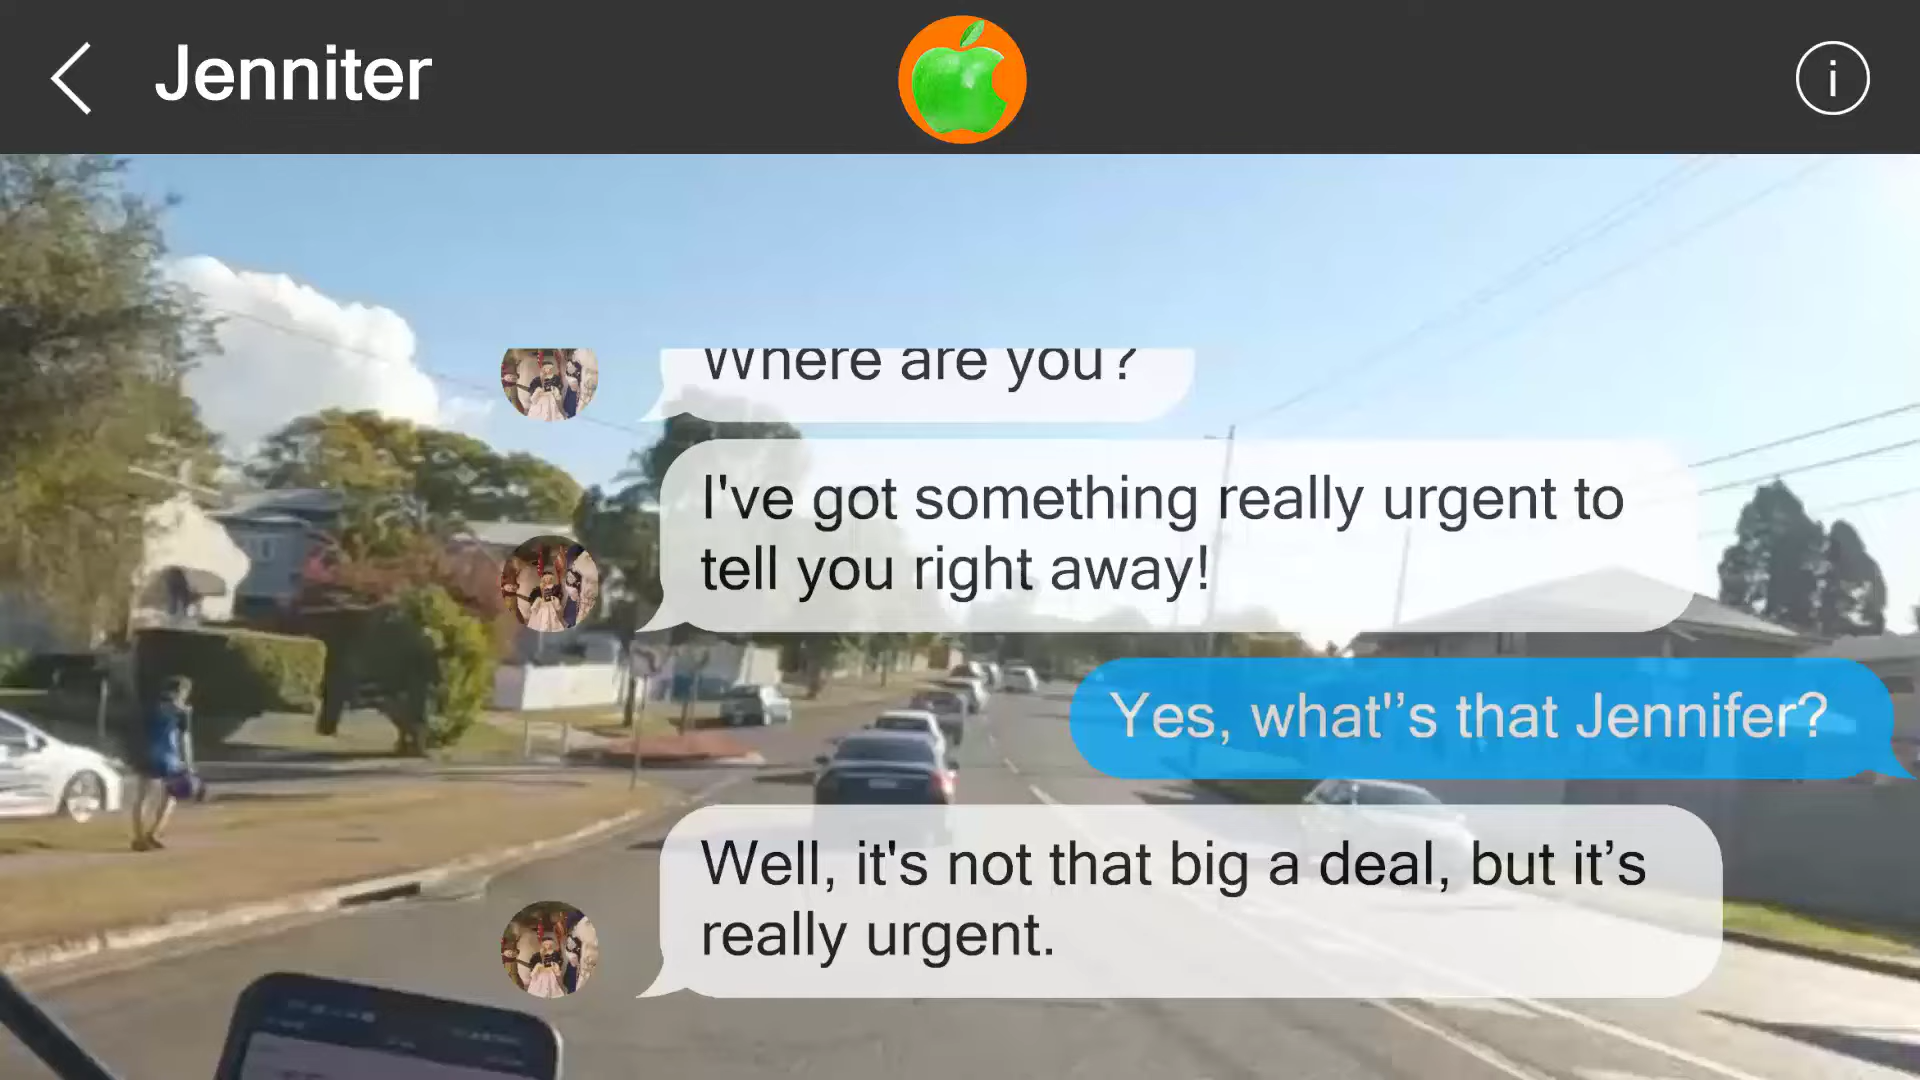 Jenniter
i
Where are you?
I've got something really urgent to
tell you right away!
Yes, what'’s that Jennifer?
Well, it's not that big a deal, but it’s
really urgent.